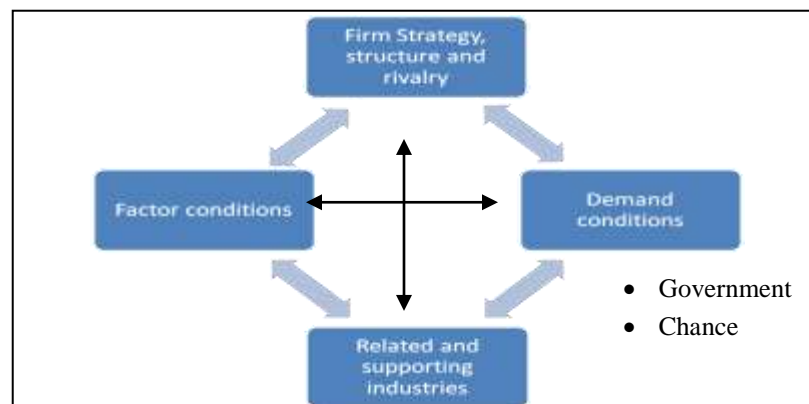 Firm Strategy,
structure and
rivalry
Factor conditions
Demand
conditions
• Government
• Chance
Related and
supporting
industries